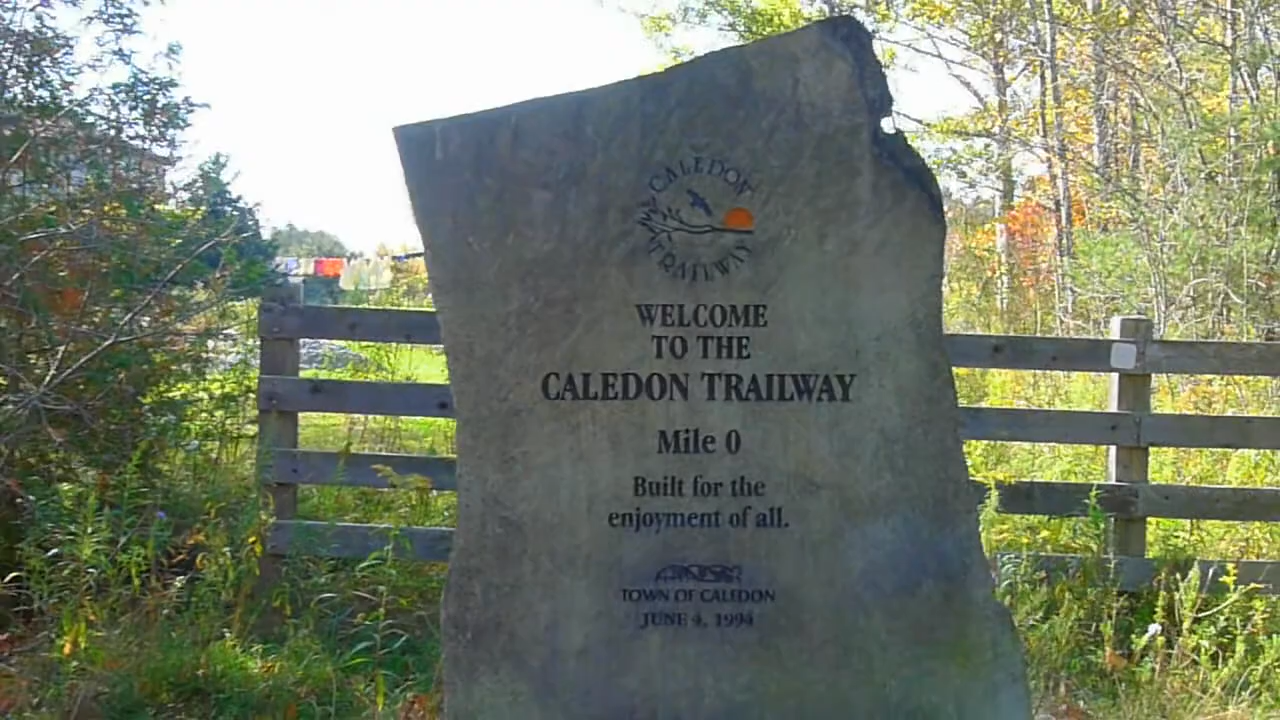 CALEDON
TRAILWAY
WELCOME
TO THE
CALEDON TRAILWAY
Mile 0
Built for the
enjoyment of all.
TOWN OF CALEDON
JUNE 4, 1994